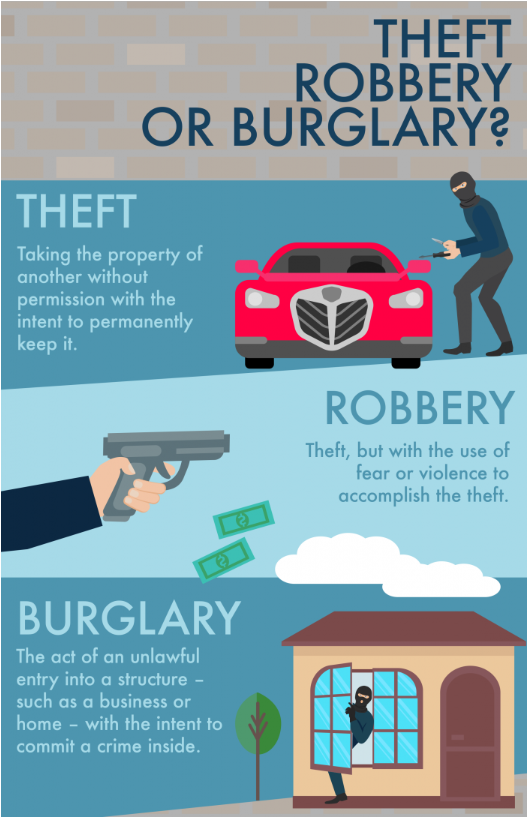 THEFT
ROBBERY
OR BURGLARY?
THEFT
Taking the property of
another without
permission with the
intent to permanently
keep it.
ROBBERY
Theft, but with the use of
fear or violence to
accomplish the theft.
BURGLARY
The act of an unlawful
entry into a structure –
such as a business or
home – with the intent to
commit a crime inside.